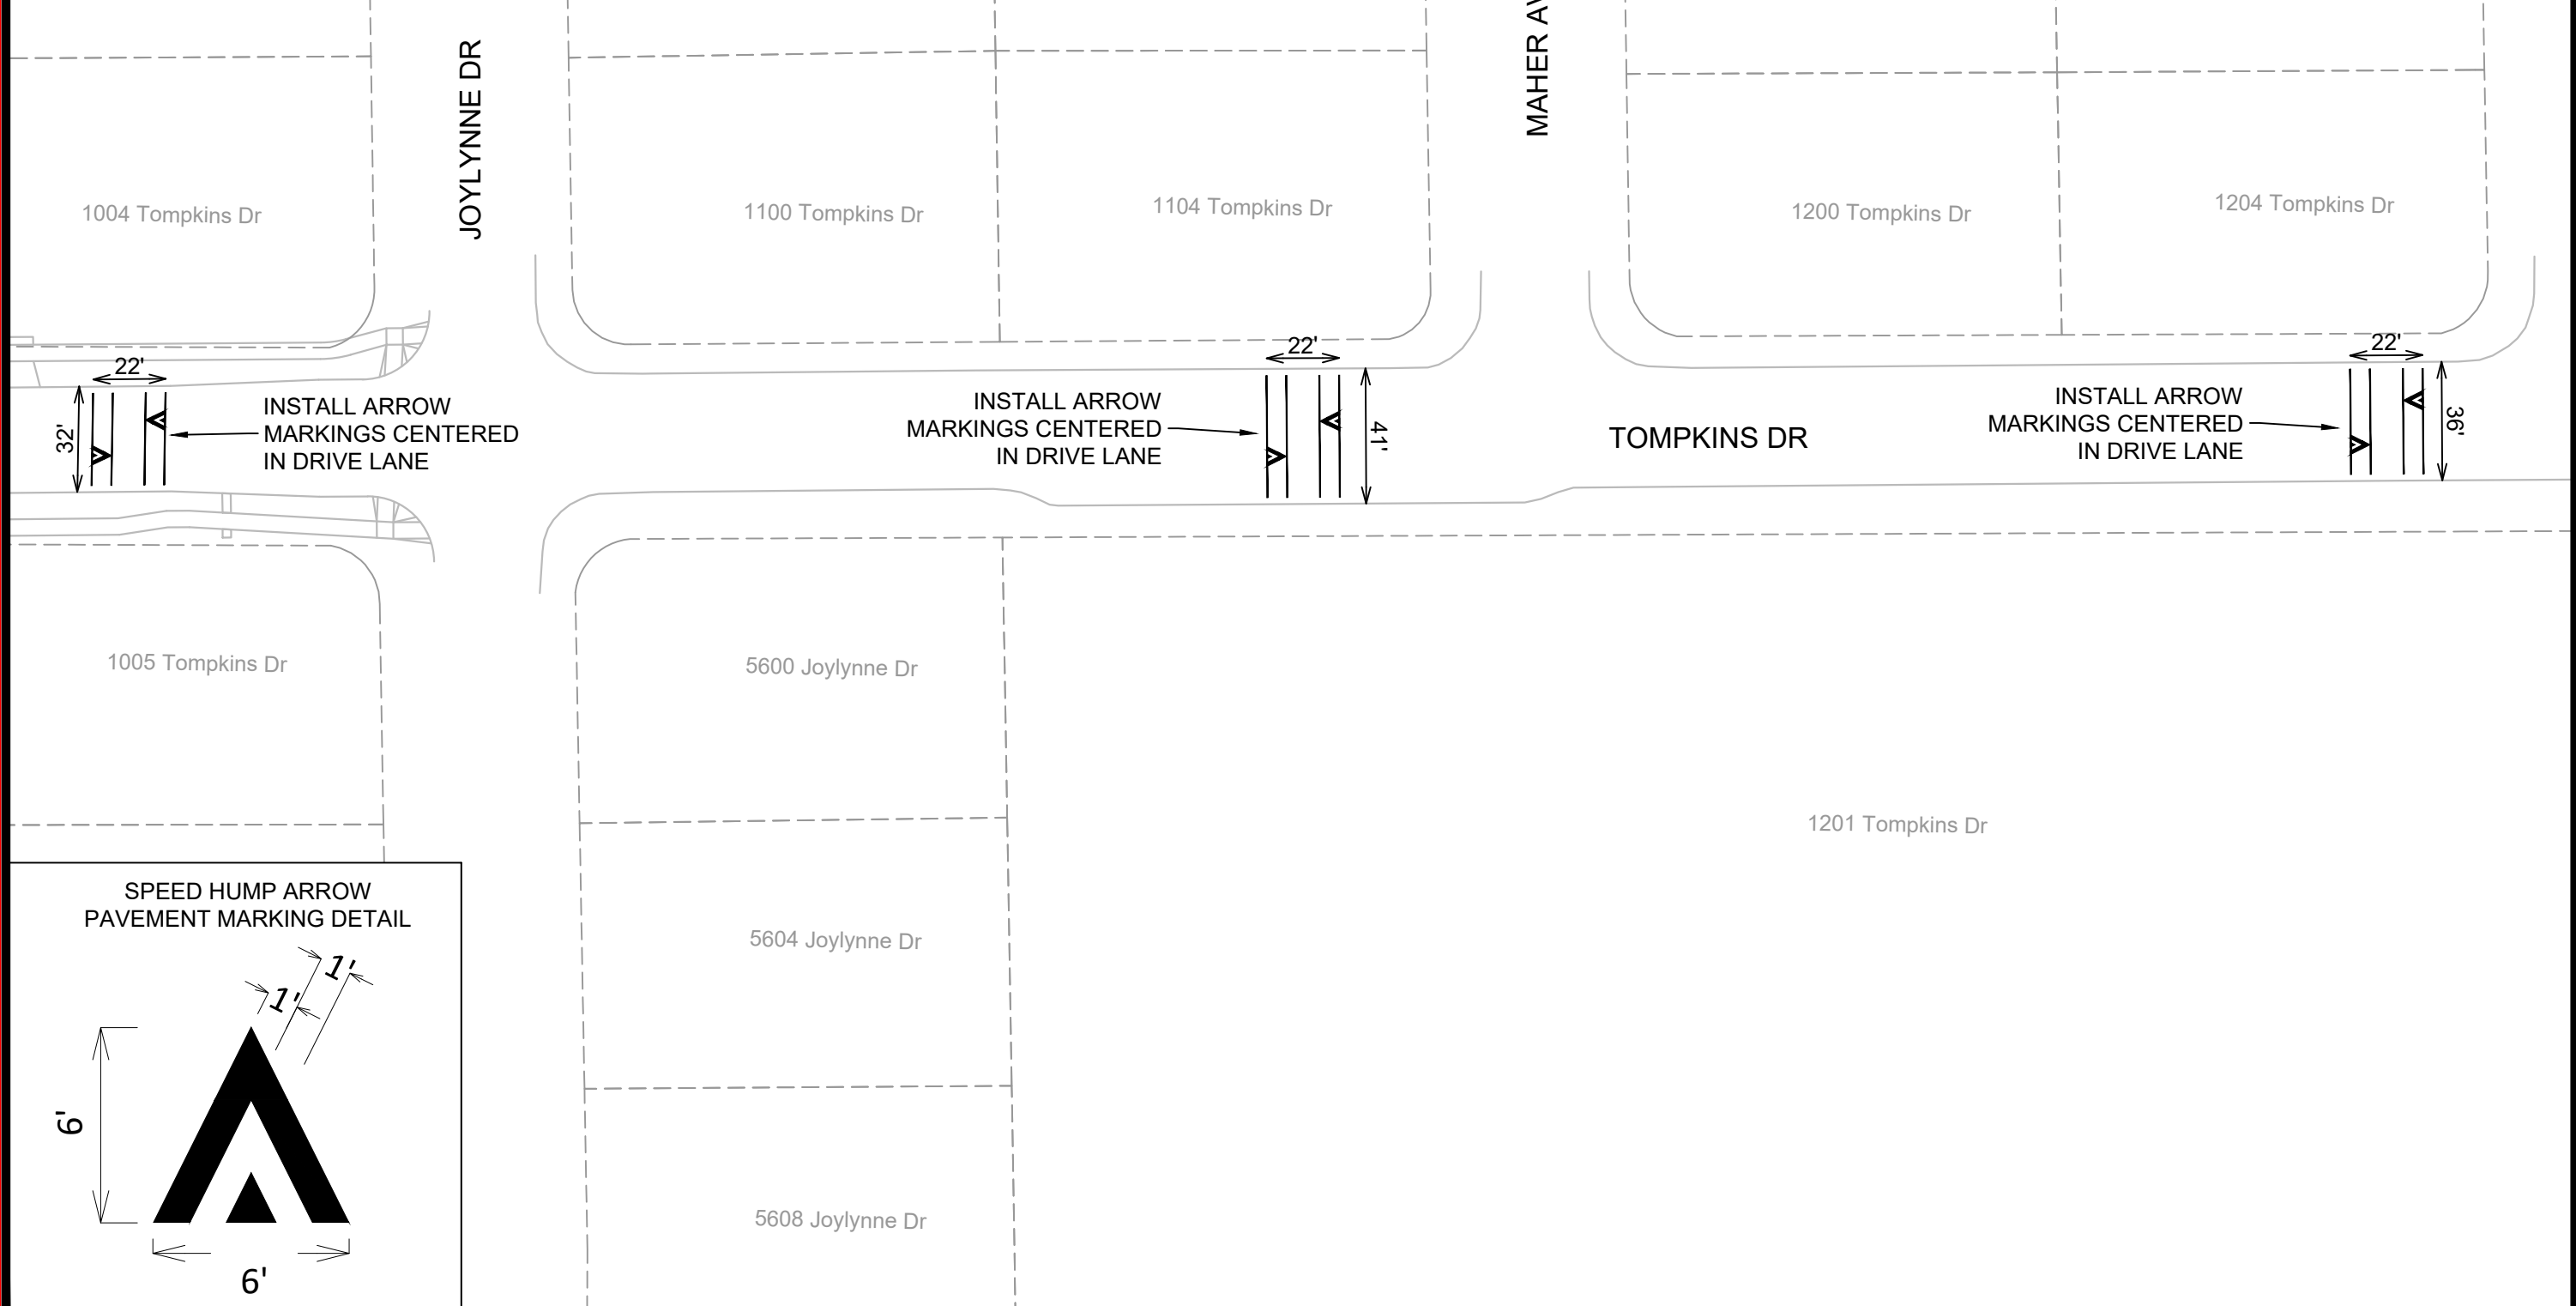 JOYLYNNE DR
MAHER AV
1004 Tompkins Dr
1100 Tompkins Dr
1104 Tompkins Dr
1200 Tompkins Dr
1204 Tompkins Dr
22'
32'
INSTALL ARROW
MARKINGS CENTERED
IN DRIVE LANE
22'
INSTALL ARROW
MARKINGS CENTERED
IN DRIVE LANE
41'
TOMPKINS DR
22'
INSTALL ARROW
MARKINGS CENTERED
IN DRIVE LANE
36'
1005 Tompkins Dr
5600 Joylynne Dr
1201 Tompkins Dr
5604 Joylynne Dr
5608 Joylynne Dr
SPEED HUMP ARROW
PAVEMENT MARKING DETAIL
1'
1'
6'
6'